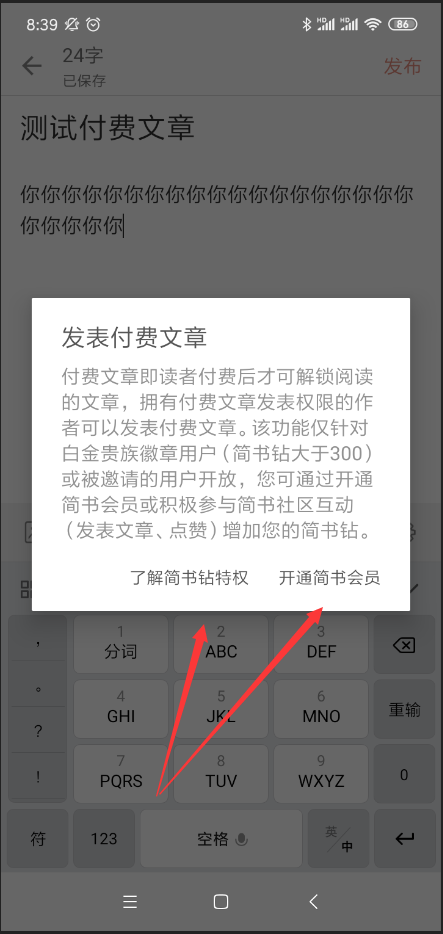 8:39
HD HD 86
24字
已保存
发布
测试付费文章
你你你你你你你你你你你你你你你你你你你
你你你你你
发表付费文章
付费文章即读者付费后才可解锁阅读
的文章，拥有付费文章发表权限的作
者可以发表付费文章。该功能仅针对
白金贵族徽章用户（简书钻大于300）
或被邀请的用户开放，您可通过开通
简书会员或积极参与简书社区互动
（发表文章、点赞）增加您的简书钻。
了解简书钻特权 开通简书会员
， 1 2 3
分词 ABC DEF
。 4 5 6 重输
GHI JKL MNO
？ 7 8 9 0
！ PQRS TUV WXYZ
符 123 空格 英/中